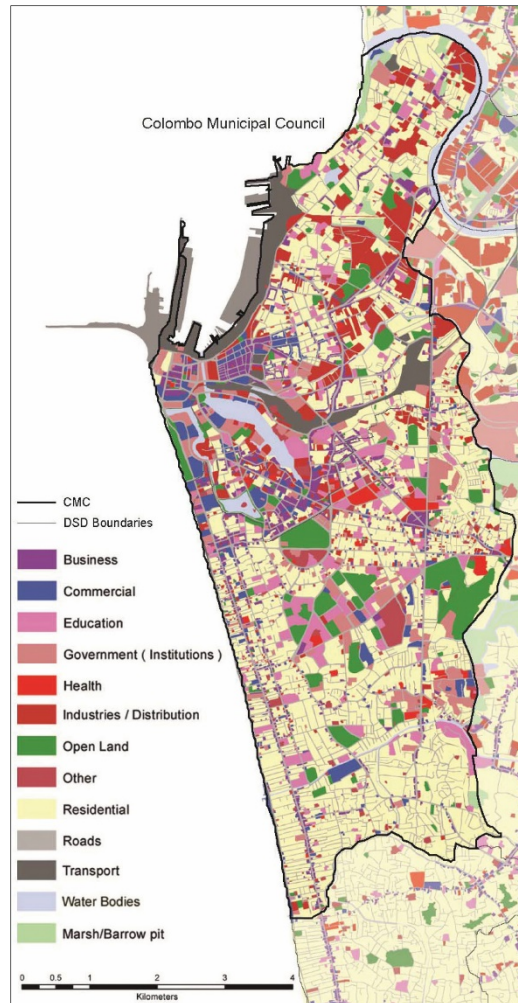 Colombo Municipal Council
CMC
DSD Boundaries
Business
Commercial
Education
Government ( Institutions )
Health
Industries / Distribution
Open Land
Other
Residential
Roads
Transport
Water Bodies
Marsh/Barrow pit
0 0.5 1 2 3 4
Kilometers